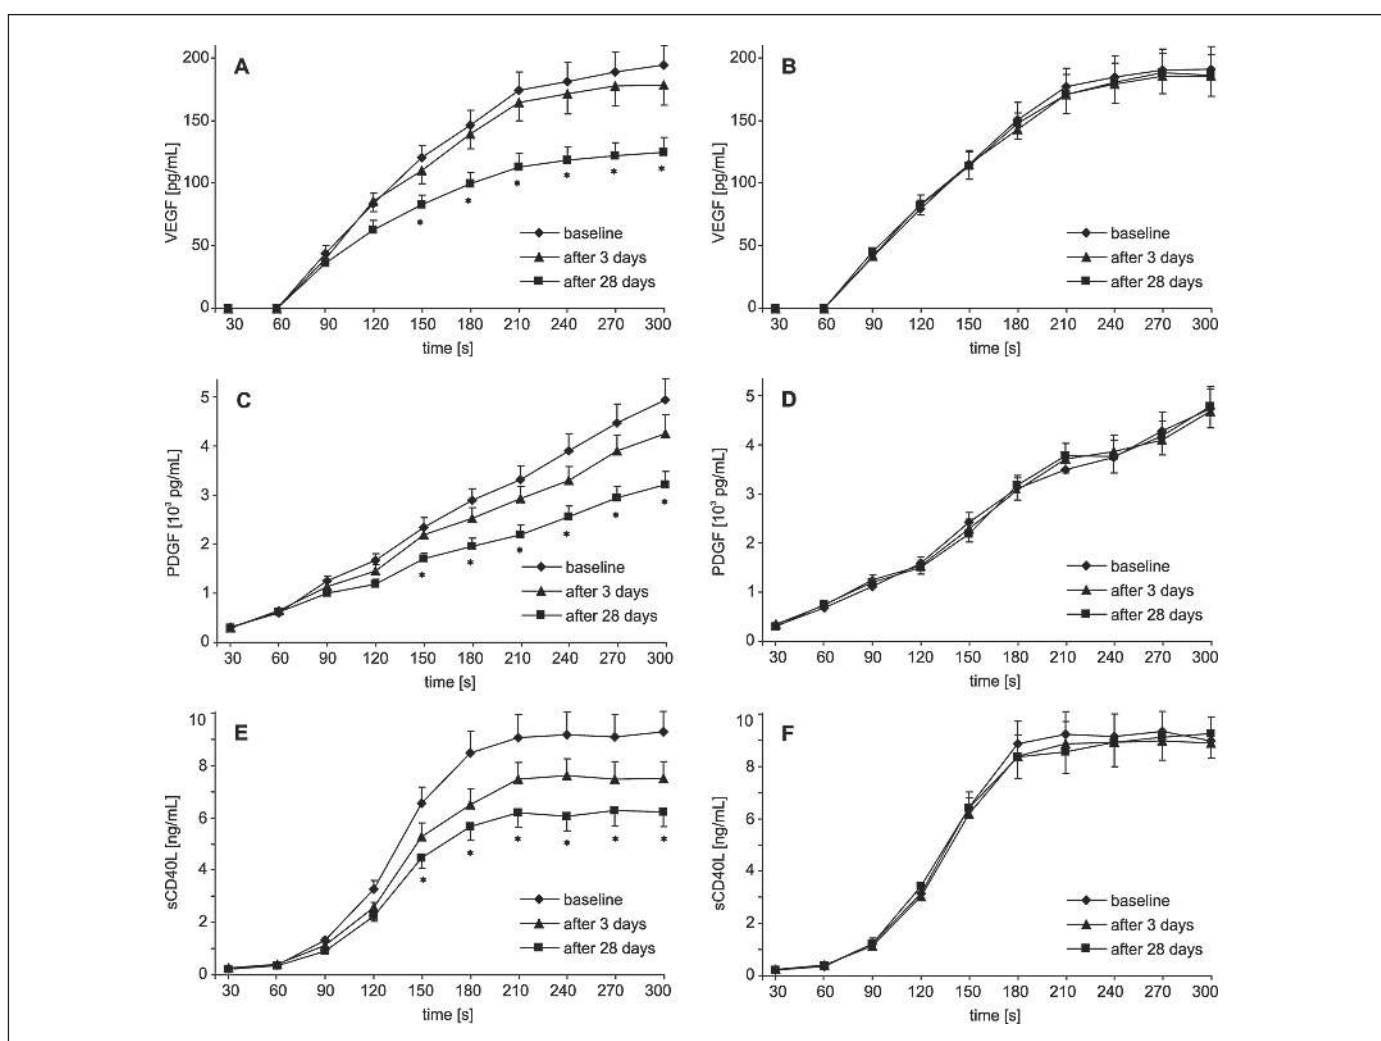 A
VEGF [pg/mL]
200
150
100
50
0
30 60 90 120 150 180 210 240 270 300
time [s]
* * * * * *
baseline
after 3 days
after 28 days
B
VEGF [pg/mL]
200
150
100
50
0
30 60 90 120 150 180 210 240 270 300
time [s]
baseline
after 3 days
after 28 days
C
PDGF [10³ pg/mL]
5
4
3
2
1
0
30 60 90 120 150 180 210 240 270 300
time [s]
* * * * * *
baseline
after 3 days
after 28 days
D
PDGF [10³ pg/mL]
5
4
3
2
1
0
30 60 90 120 150 180 210 240 270 300
time [s]
baseline
after 3 days
after 28 days
E
sCD40L [ng/mL]
10
8
6
4
2
0
30 60 90 120 150 180 210 240 270 300
time [s]
* * * * * *
baseline
after 3 days
after 28 days
F
sCD40L [ng/mL]
10
8
6
4
2
0
30 60 90 120 150 180 210 240 270 300
time [s]
baseline
after 3 days
after 28 days